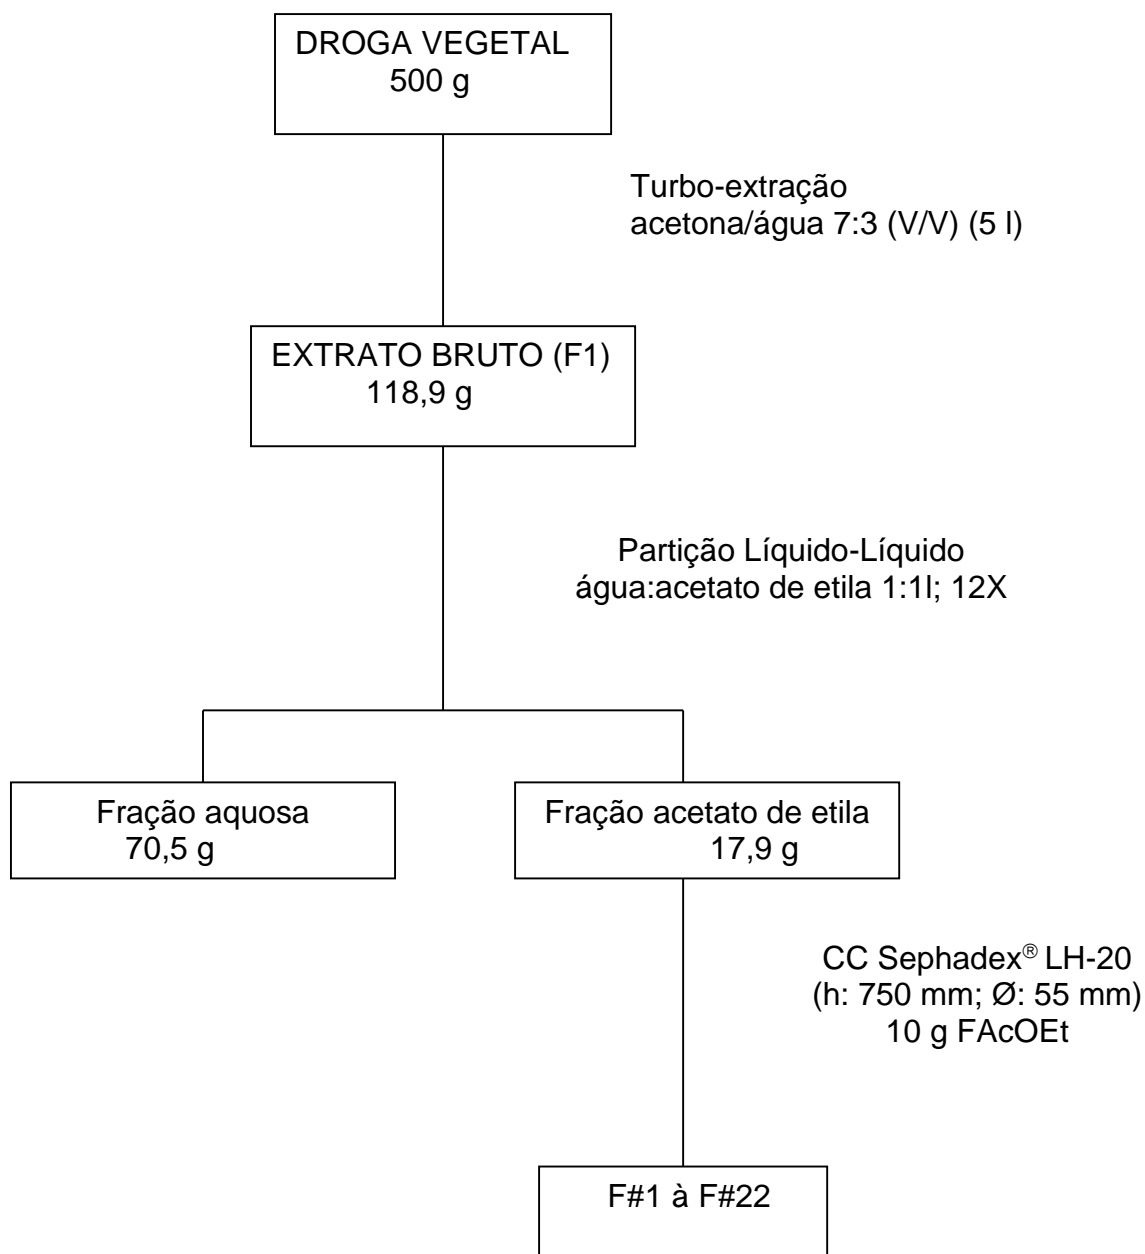 DROGA VEGETAL
500 g
Turbo-extração
acetona/água 7:3 (V/V) (5 l)
EXTRATO BRUTO (F1)
118,9 g
Partição Líquido-Líquido
água:acetato de etila 1:1l; 12X
Fração aquosa
70,5 g
Fração acetato de etila
17,9 g
CC Sephadex® LH-20
(h: 750 mm; Ø: 55 mm)
10 g FAcOEt
F#1 à F#22